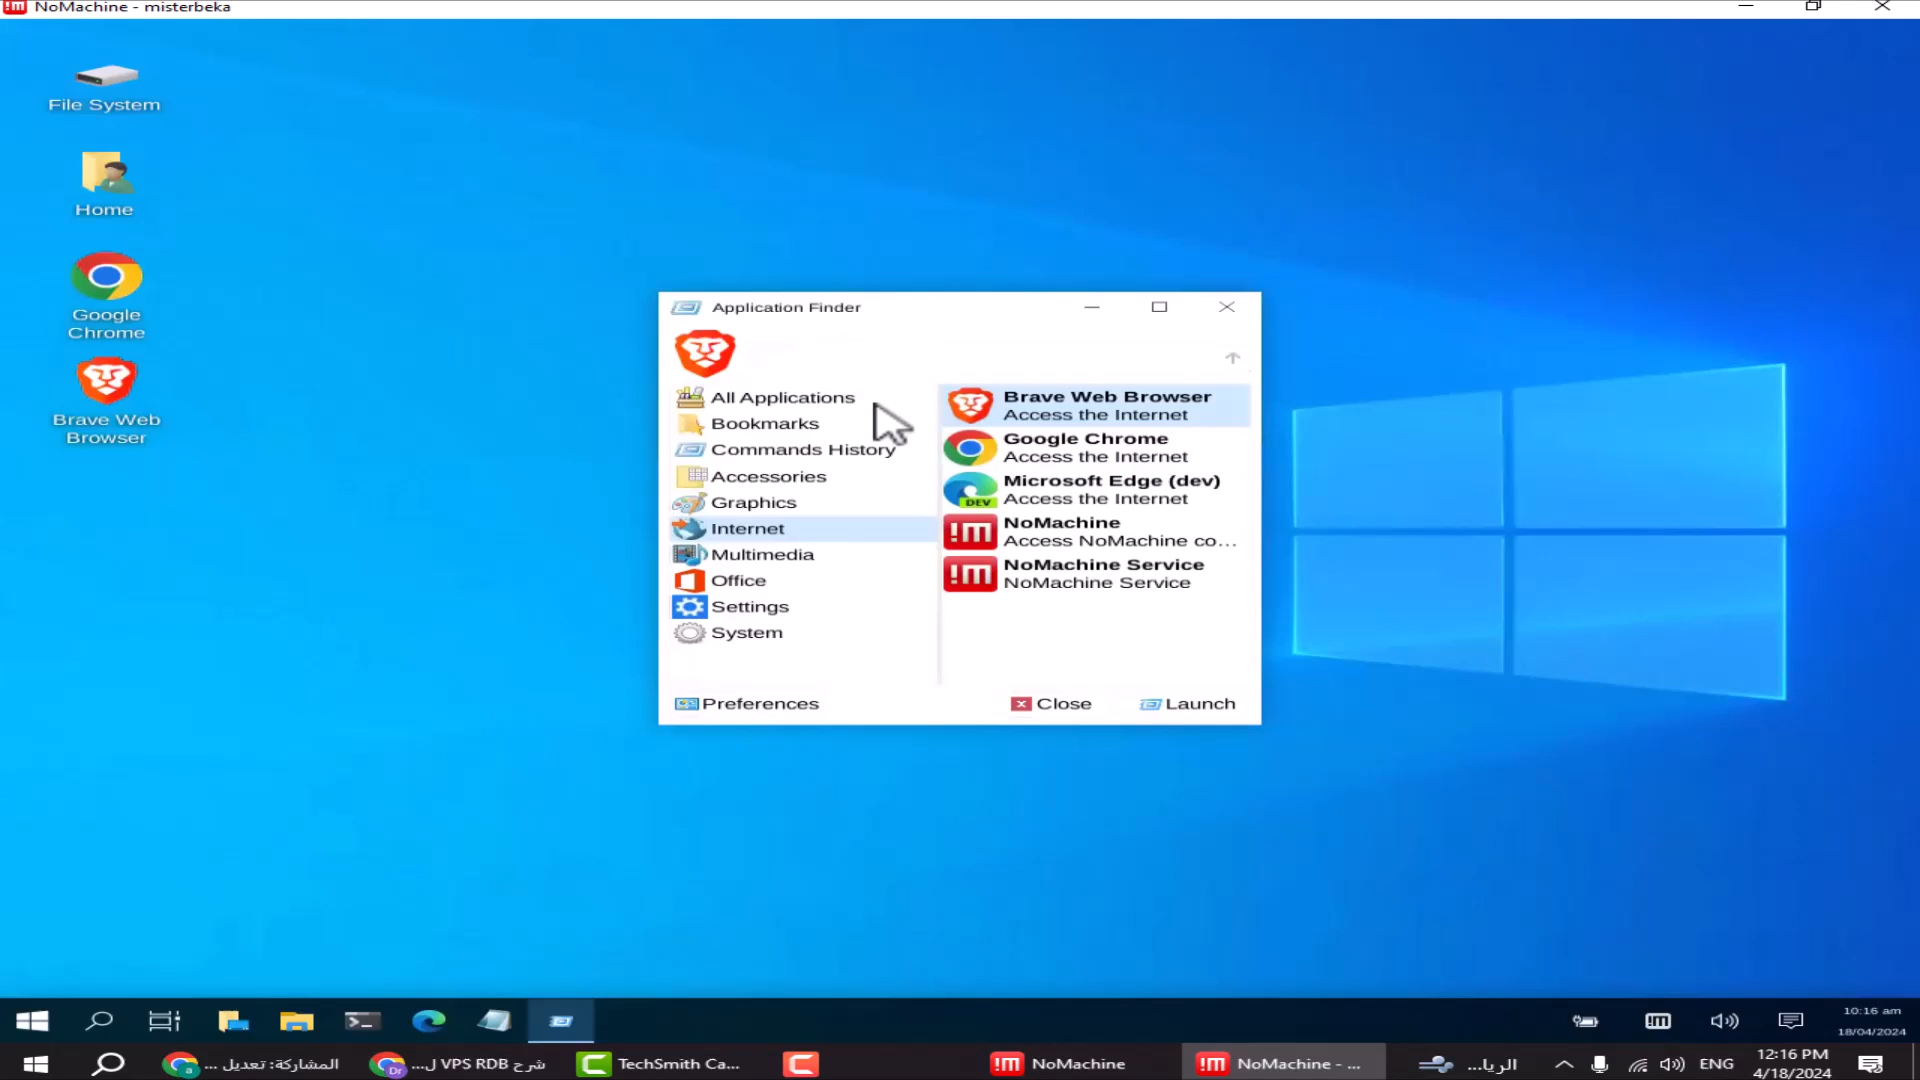 NoMachine - misterbeka
File System
Home
Google
Chrome
Brave Web
Browser
Application Finder
All Applications
Bookmarks
Commands History
Accessories
Graphics
Internet
Multimedia
Office
Settings
System
Brave Web Browser
Access the Internet
Google Chrome
Access the Internet
Microsoft Edge (dev)
Access the Internet
DEV
NoMachine
Access NoMachine co...
NoMachine Service
NoMachine Service
Preferences
Close
Launch
10:16 am
18/04/2024
المشاركة: تعديل ...
شرح VPS RDB ل...
TechSmith Ca...
NoMachine
NoMachine - ...
الريا...
ENG
12:16 PM
4/18/2024